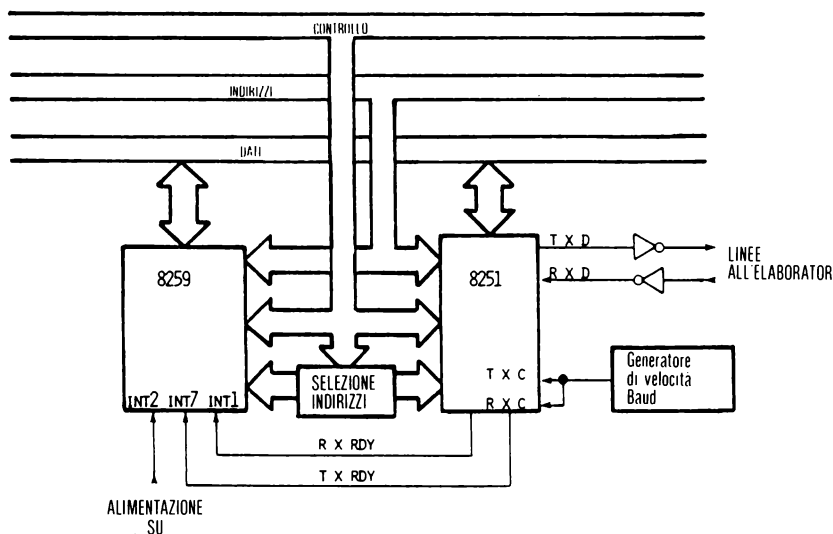 CONTROLLO
INDIRIZZI
DATI
8259
8251
T X D
R X D
LINEE
ALL'ELABORATOR
T X C
R X C
Generatore
di velocità
Baud
SELEZIONE
INDIRIZZI
INT2 INT7 INT1
R X RDY
T X RDY
ALIMENTAZIONE
SU